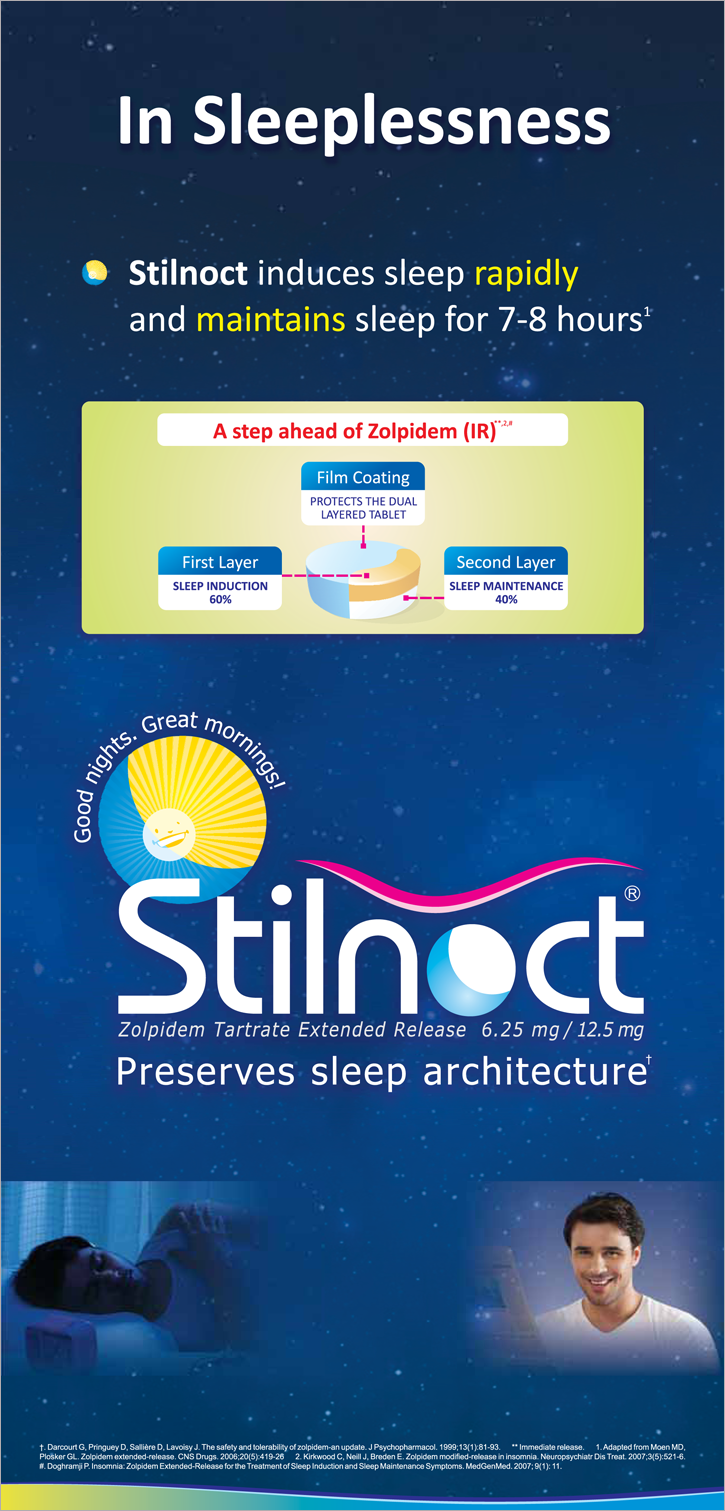 In Sleeplessness
Stilnoct induces sleep rapidly
and maintains sleep for 7-8 hours1
A step ahead of Zolpidem (IR)**,2,#
Film Coating
PROTECTS THE DUAL
LAYERED TABLET
First Layer
SLEEP INDUCTION
60%
Second Layer
SLEEP MAINTENANCE
40%
Good nights. Great mornings!
Stilnoct®
Zolpidem Tartrate Extended Release 6.25 mg / 12.5 mg
Preserves sleep architecture†
†. Darcourt G, Pringuey D, Sallière D, Lavoisy J. The safety and tolerability of zolpidem-an update. J Psychopharmacol. 1999;13(1):81-93. ** Immediate release. 1. Adapted from Moen MD,
Plosker GL. Zolpidem extended-release. CNS Drugs. 2006;20(5):419-26 2. Kirkwood C, Neill J, Breden E. Zolpidem modified-release in insomnia. Neuropsychiatr Dis Treat. 2007;3(5):521-6.
#. Doghramji P. Insomnia: Zolpidem Extended-Release for the Treatment of Sleep Induction and Sleep Maintenance Symptoms. MedGenMed. 2007; 9(1): 11.